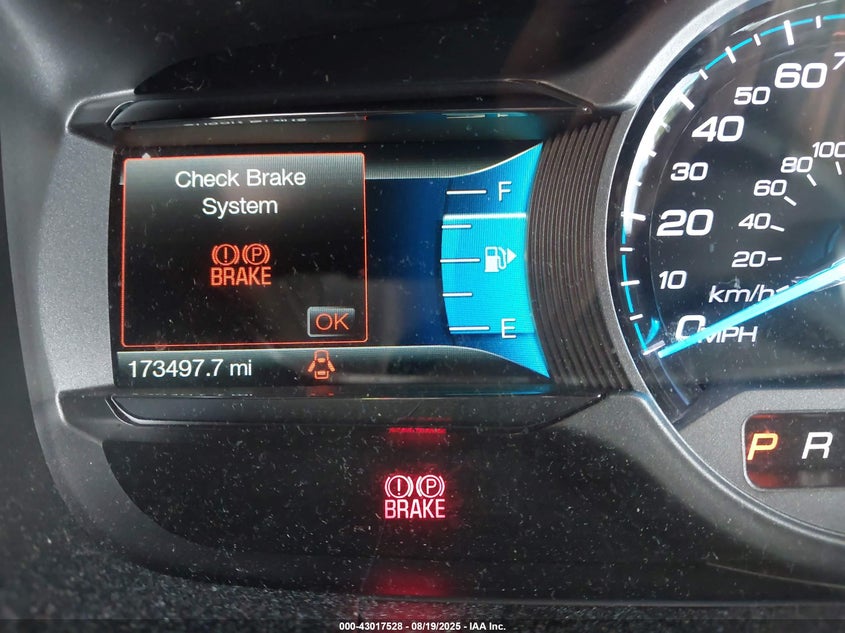 Check Brake
System
(!) (P)
BRAKE
OK
173497.7 mi
F
E
(!) (P)
BRAKE
7
60
50
40
30
20
10
0 MPH
100
80
60
40
20
km/h
P R
000-43017528 - 08/19/2025 - IAA Inc.